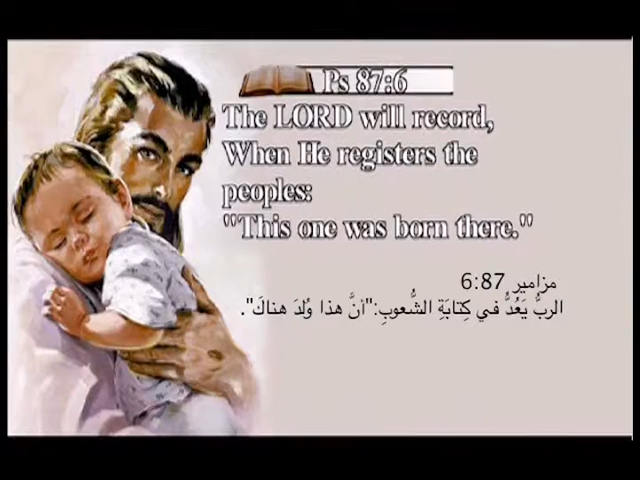 Ps 87:6
The LORD will record,
When He registers the
peoples:
"This one was born there."
مزامير 6:87
الربُّ يَعُدُّ في كِتابَةِ الشُّعوبِ:"أنَّ هذا وُلدَ هناكَ".